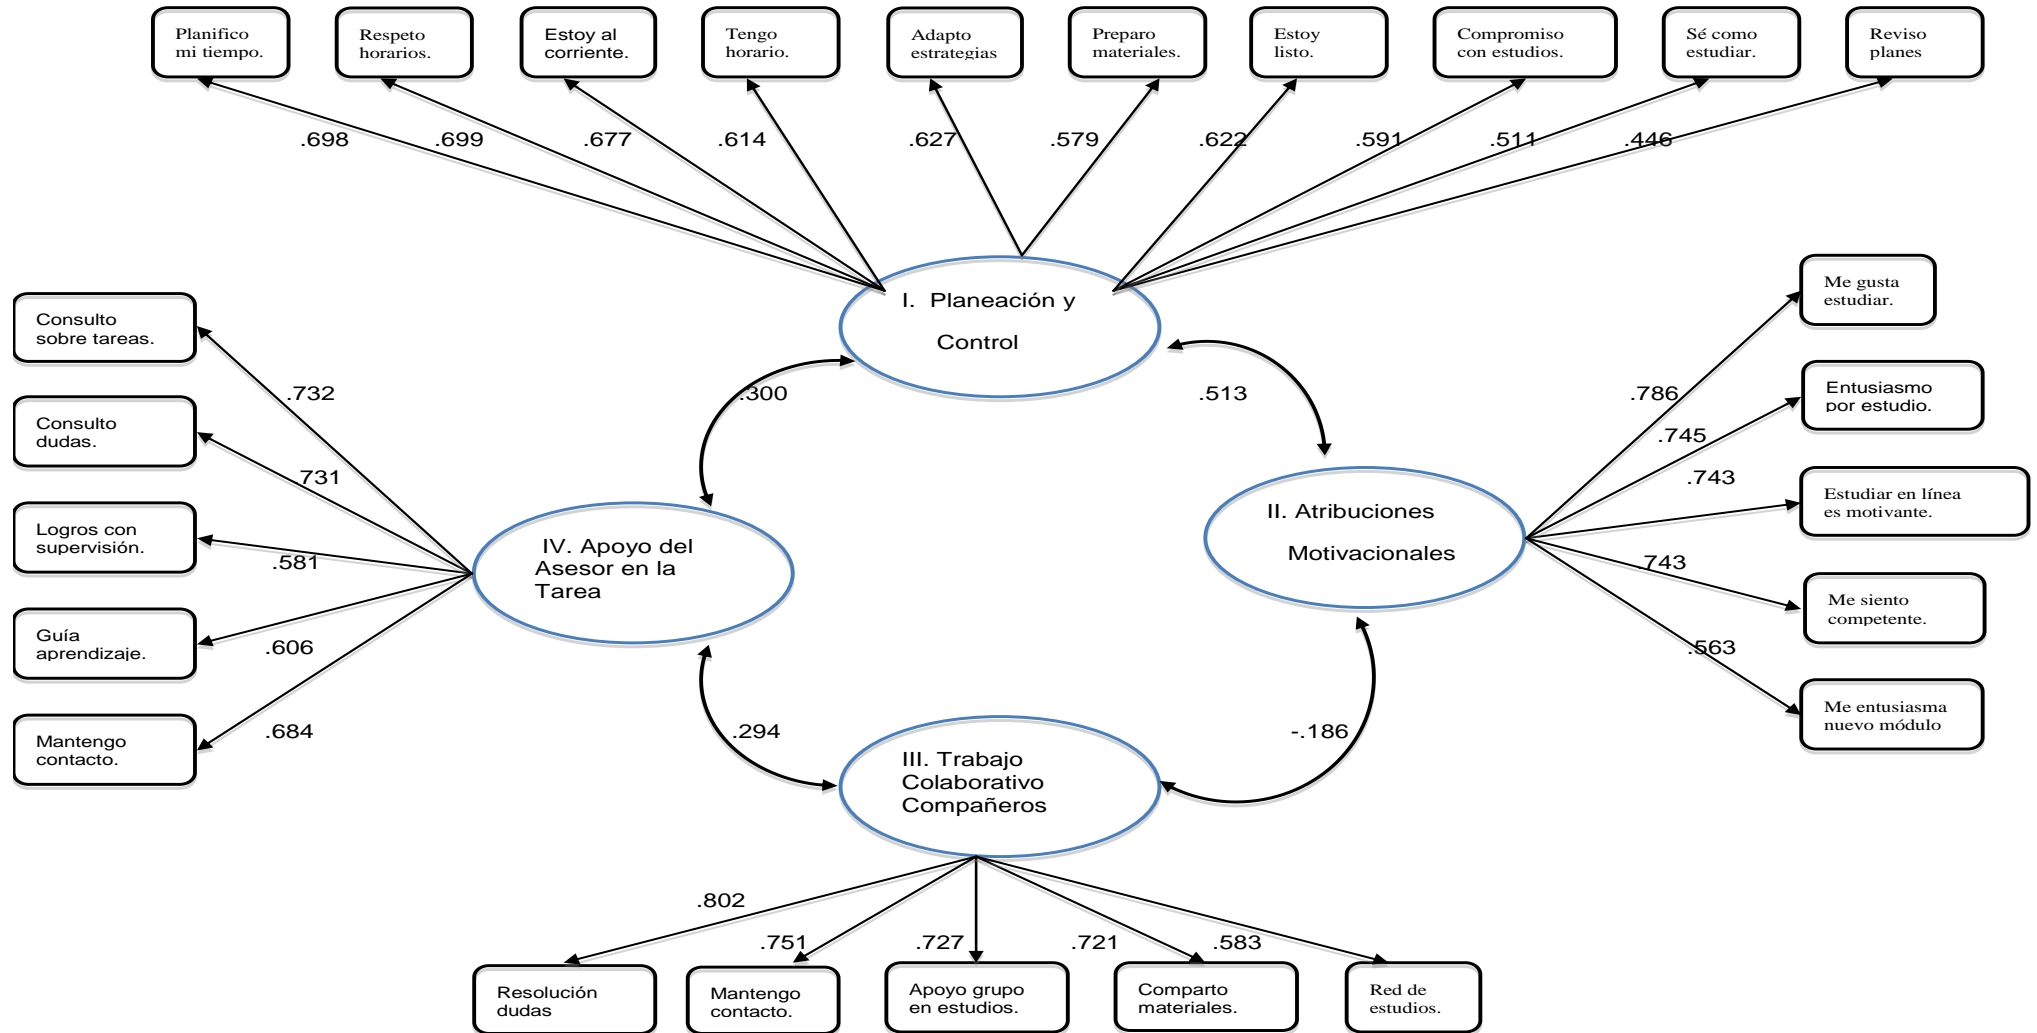 Planifico
mi tiempo.
Respeto
horarios.
Estoy al
corriente.
Tengo
horario.
Adapto
estrategias
Preparo
materiales.
Estoy
listo.
Compromiso
con estudios.
Sé como
estudiar.
Reviso
planes
.698
.699
.677
.614
.627
.579
.622
.591
.511
.446
I. Planeación y
Control
Me gusta
estudiar.
Entusiasmo
por estudio.
Estudiar en línea
es motivante.
Me siento
competente.
Me entusiasma
nuevo módulo
.786
.745
.743
.743
.563
Consulto
sobre tareas.
Consulto
dudas.
Logros con
supervisión.
Guía
aprendizaje.
Mantengo
contacto.
.732
.731
.581
.606
.684
.300
.513
II. Atribuciones
Motivacionales
IV. Apoyo del
Asesor en la
Tarea
.294
-.186
III. Trabajo
Colaborativo
Compañeros
.802
.751
.727
.721
.583
Resolución
dudas
Mantengo
contacto.
Apoyo grupo
en estudios.
Comparto
materiales.
Red de
estudios.